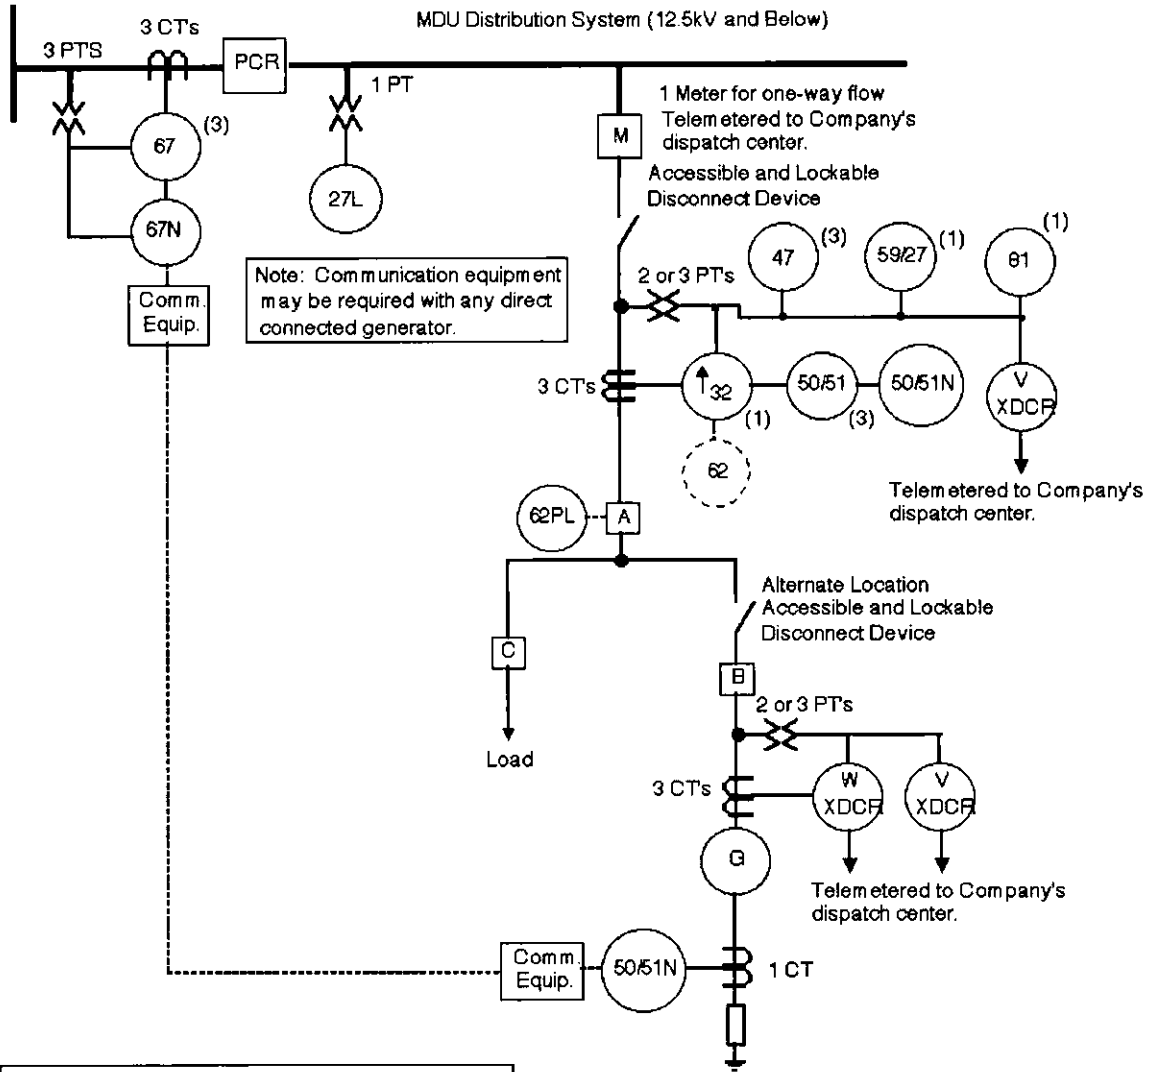 MDU Distribution System (12.5kV and Below)
3 CT's
3 PT'S
PCR
1 PT
1 Meter for one-way flow
Telemetered to Company's
dispatch center.
M
67
(3)
Accessible and Lockable
Disconnect Device
27L
67N
47
(3)
59/27
(1)
81
(1)
Note: Communication equipment
may be required with any direct
connected generator.
2 or 3 PT's
Comm.
Equip.
3 CT's
32
(1)
50/51
(3)
50/51N
V
XDCR
62
Telemetered to Company's
dispatch center.
62PL
A
Alternate Location
Accessible and Lockable
Disconnect Device
C
B
2 or 3 PT's
Load
3 CT's
W
XDCR
V
XDCR
G
Telemetered to Company's
dispatch center.
Comm.
Equip.
50/51N
1 CT